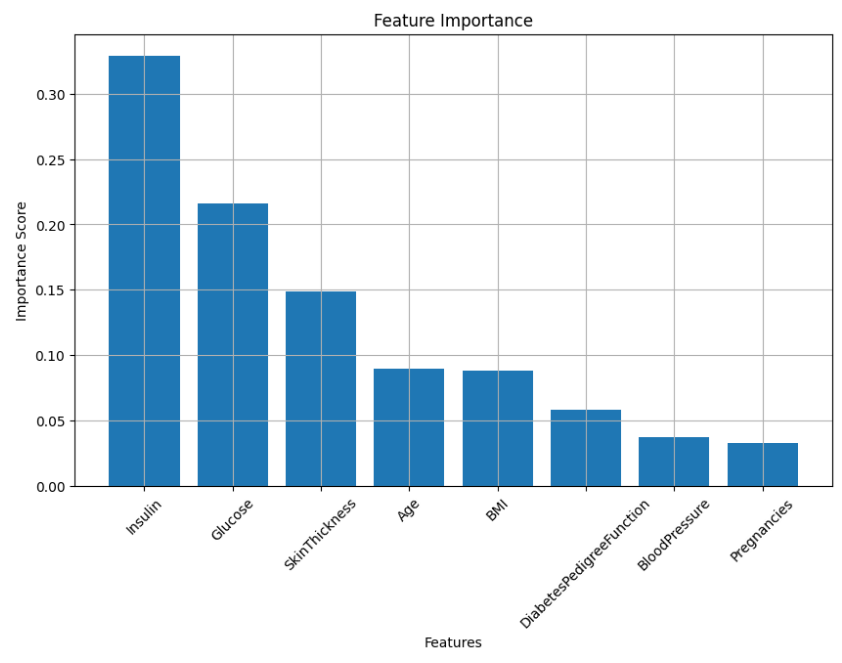 Feature Importance
Importance Score
0.30
0.25
0.20
0.15
0.10
0.05
0.00
Insulin
Glucose
SkinThickness
Age
BMI
DiabetesPedigreeFunction
BloodPressure
Pregnancies
Features